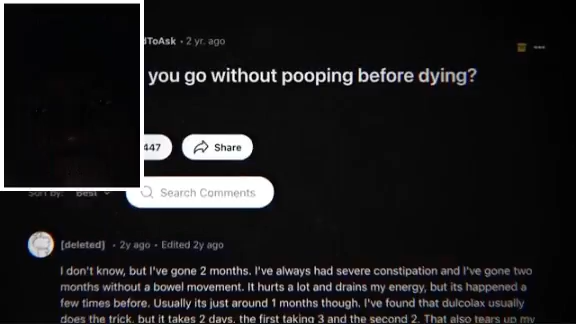 dToAsk • 2 yr. ago
you go without pooping before dying?
447
Share
Sort by: Best
Search Comments
[deleted] • 2y ago • Edited 2y ago
I don't know, but I've gone 2 months. I've always had severe constipation and I've gone two
months without a bowel movement. It hurts a lot and drains my energy, but its happened a
few times before. Usually its just around 1 months though. I've found that dulcolax usually
does the trick, but it takes 2 days, the first taking 3 and the second 2. That also tears up my